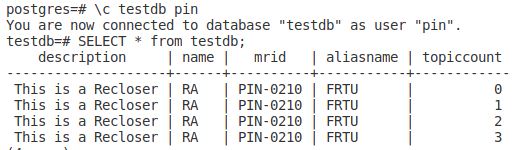 postgres=# \c testdb pin
You are now connected to database "testdb" as user "pin".
testdb=# SELECT * from testdb;
    description      | name |   mrid   | aliasname | topiccount
---------------------+------+----------+-----------+------------
 This is a Recloser | RA   | PIN-0210 | FRTU      |          0
 This is a Recloser | RA   | PIN-0210 | FRTU      |          1
 This is a Recloser | RA   | PIN-0210 | FRTU      |          2
 This is a Recloser | RA   | PIN-0210 | FRTU      |          3